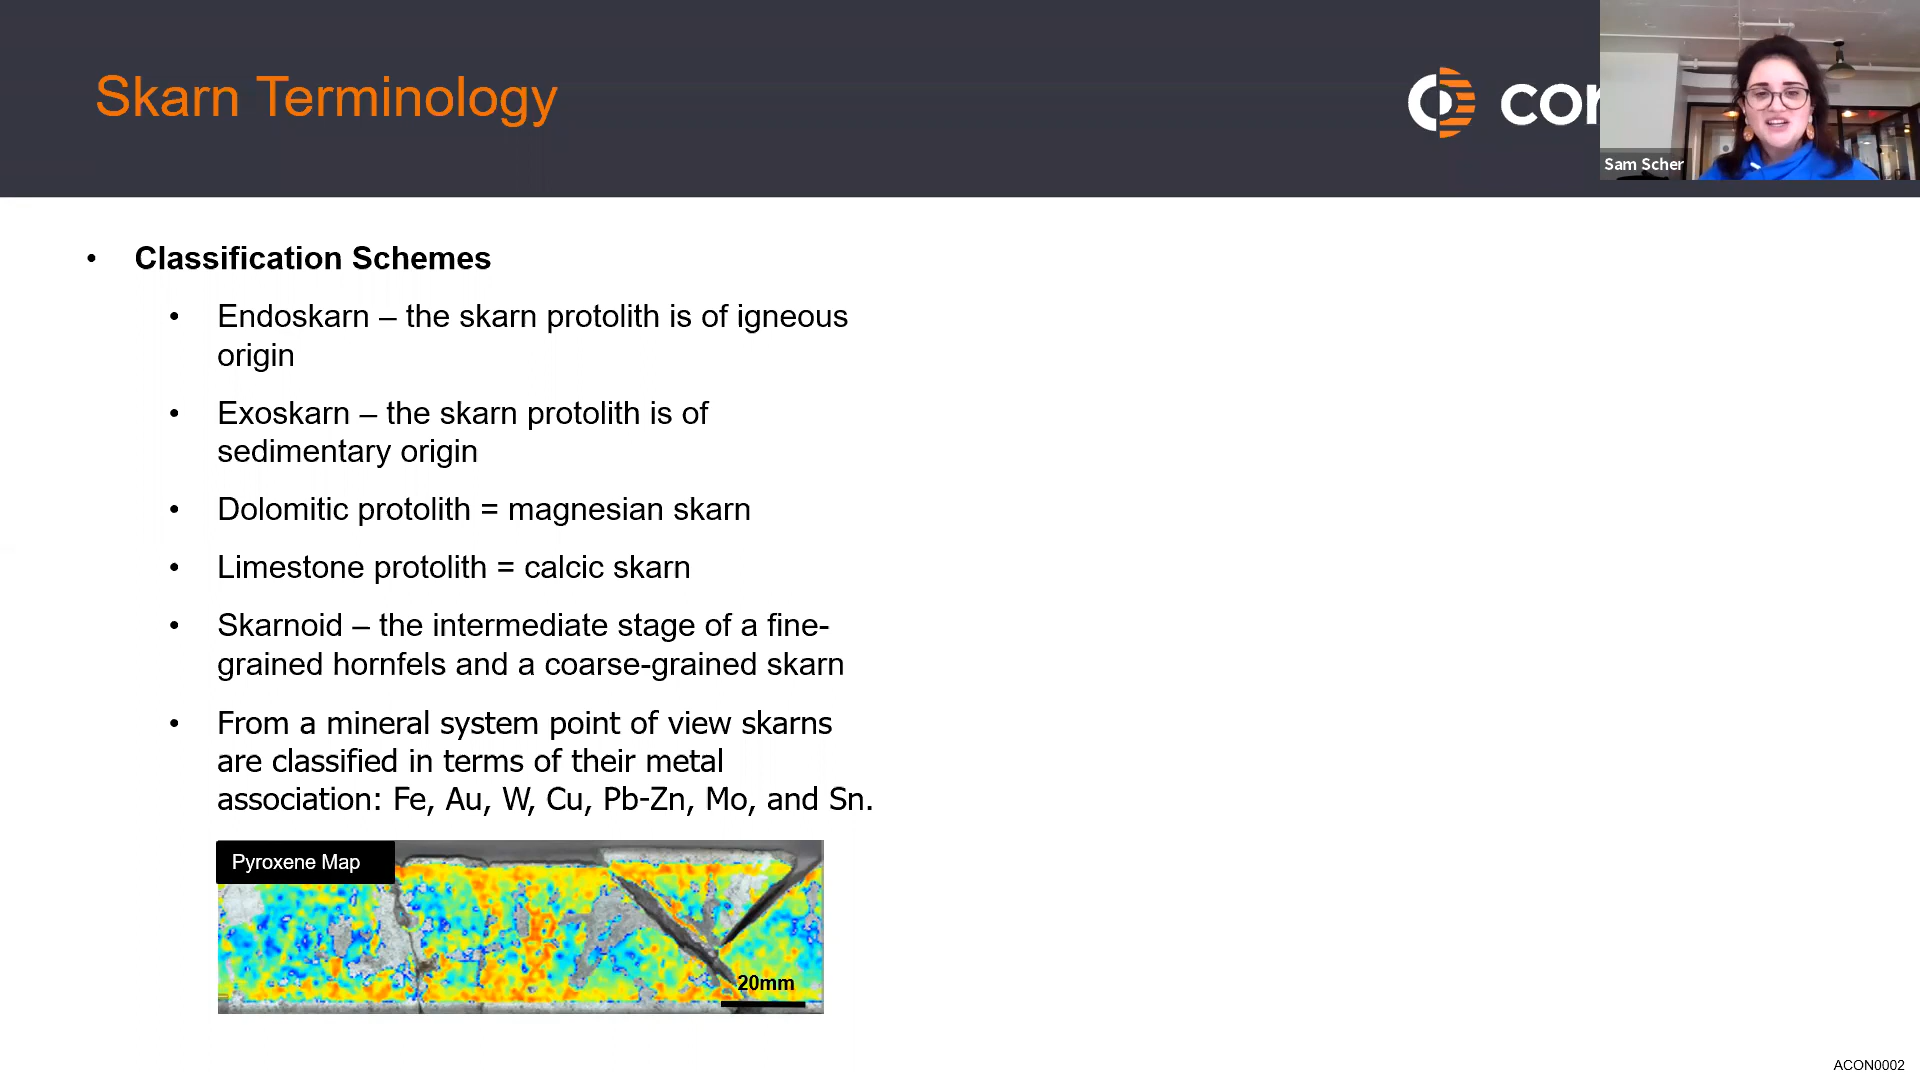 Skarn Terminology
Sam Scher
• Classification Schemes
• Endoskarn – the skarn protolith is of igneous
origin
• Exoskarn – the skarn protolith is of
sedimentary origin
• Dolomitic protolith = magnesian skarn
• Limestone protolith = calcic skarn
• Skarnoid – the intermediate stage of a fine-
grained hornfels and a coarse-grained skarn
• From a mineral system point of view skarns
are classified in terms of their metal
association: Fe, Au, W, Cu, Pb-Zn, Mo, and Sn.
Pyroxene Map
20mm
ACON0002